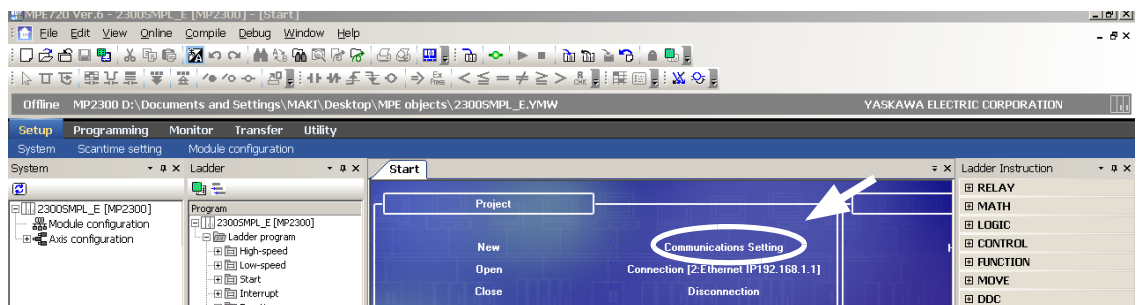 MPE720 Ver.6 - 2300SMPL_E [MP2300] - [Start]
File Edit View Online Compile Debug Window Help
Offline MP2300 D:\Documents and Settings\MAKI\Desktop\MPE objects\2300SMPL_E.YMW YASKAWA ELECTRIC CORPORATION
Setup Programming Monitor Transfer Utility
System Scantime setting Module configuration
System Ladder Start Ladder Instruction
2300SMPL_E [MP2300]
Module configuration
Axis configuration
Program
2300SMPL_E [MP2300]
Ladder program
High-speed
Low-speed
Start
Interrupt
Project
New Communications Setting
Open Connection [2:Ethernet IP192.168.1.1]
Close Disconnection
RELAY
MATH
LOGIC
CONTROL
FUNCTION
MOVE
DDC